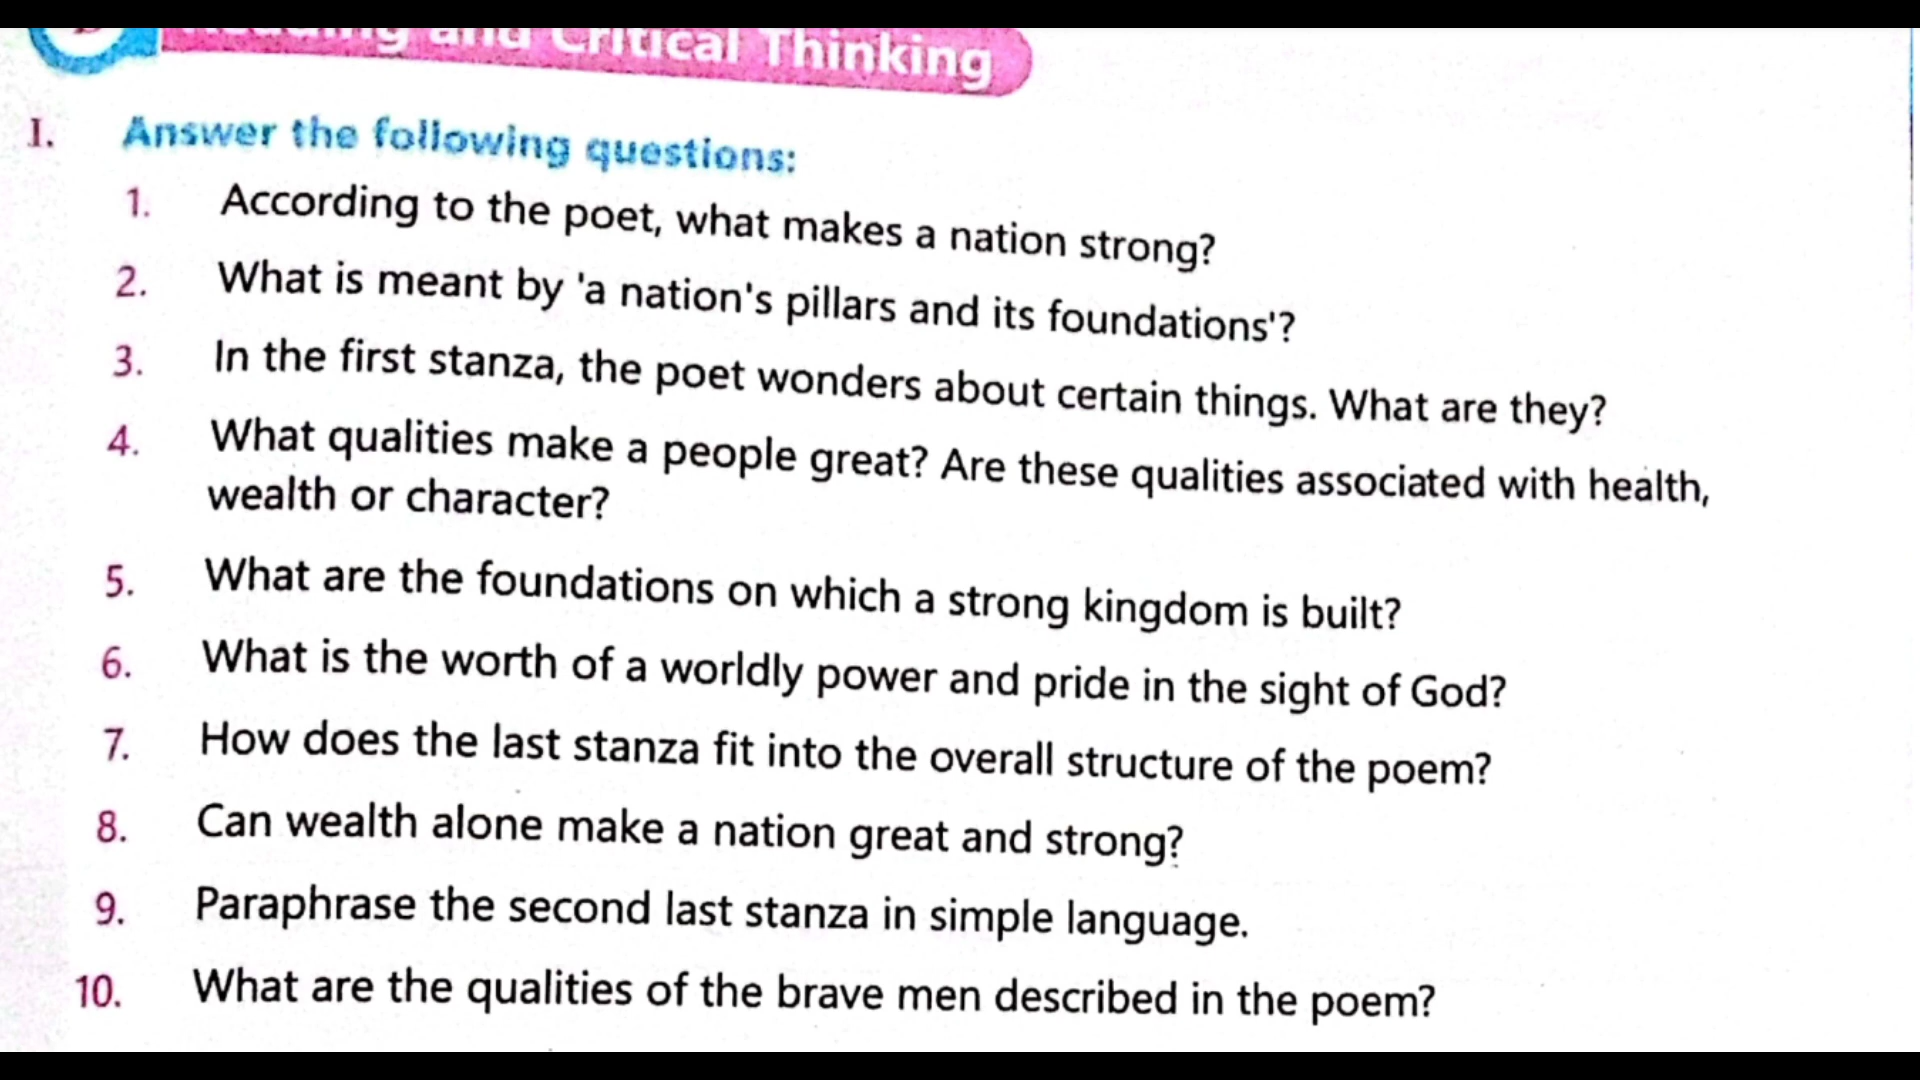 Reading and Critical Thinking
I. Answer the following questions:
1. According to the poet, what makes a nation strong?
2. What is meant by 'a nation's pillars and its foundations'?
3. In the first stanza, the poet wonders about certain things. What are they?
4. What qualities make a people great? Are these qualities associated with health,
wealth or character?
5. What are the foundations on which a strong kingdom is built?
6. What is the worth of a worldly power and pride in the sight of God?
7. How does the last stanza fit into the overall structure of the poem?
8. Can wealth alone make a nation great and strong?
9. Paraphrase the second last stanza in simple language.
10. What are the qualities of the brave men described in the poem?